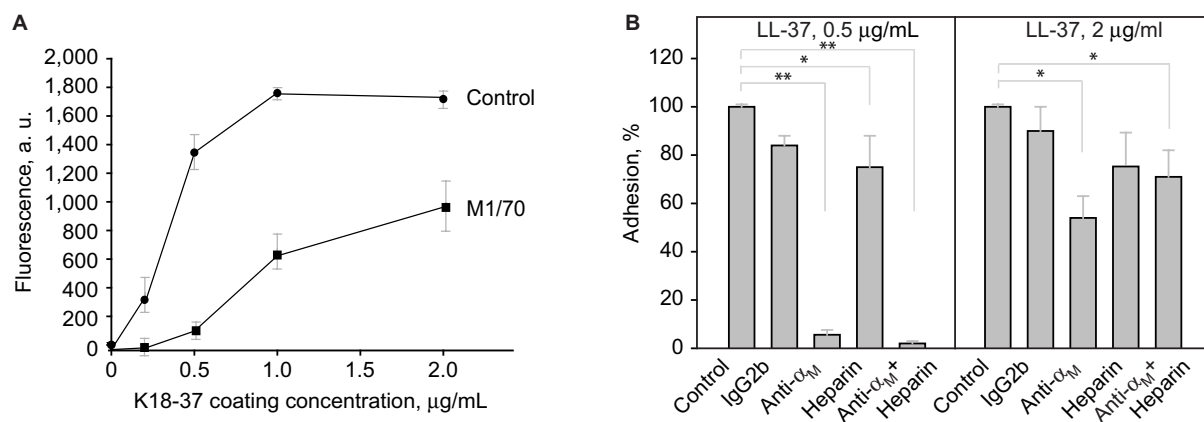 A
2,000
1,800
1,600
1,400
1,200
1,000
800
600
400
200
0
Fluorescence, a. u.
Control
M1/70
0
0.5
1.0
2.0
K18-37 coating concentration, μg/mL
B
LL-37, 0.5 μg/mL
LL-37, 2 μg/ml
**
*
**
*
*
120
100
80
60
40
20
0
Adhesion, %
Control
IgG2b
Anti-αM
Heparin
Anti-αM+
Heparin
Control
IgG2b
Anti-αM
Heparin
Anti-αM+
Heparin